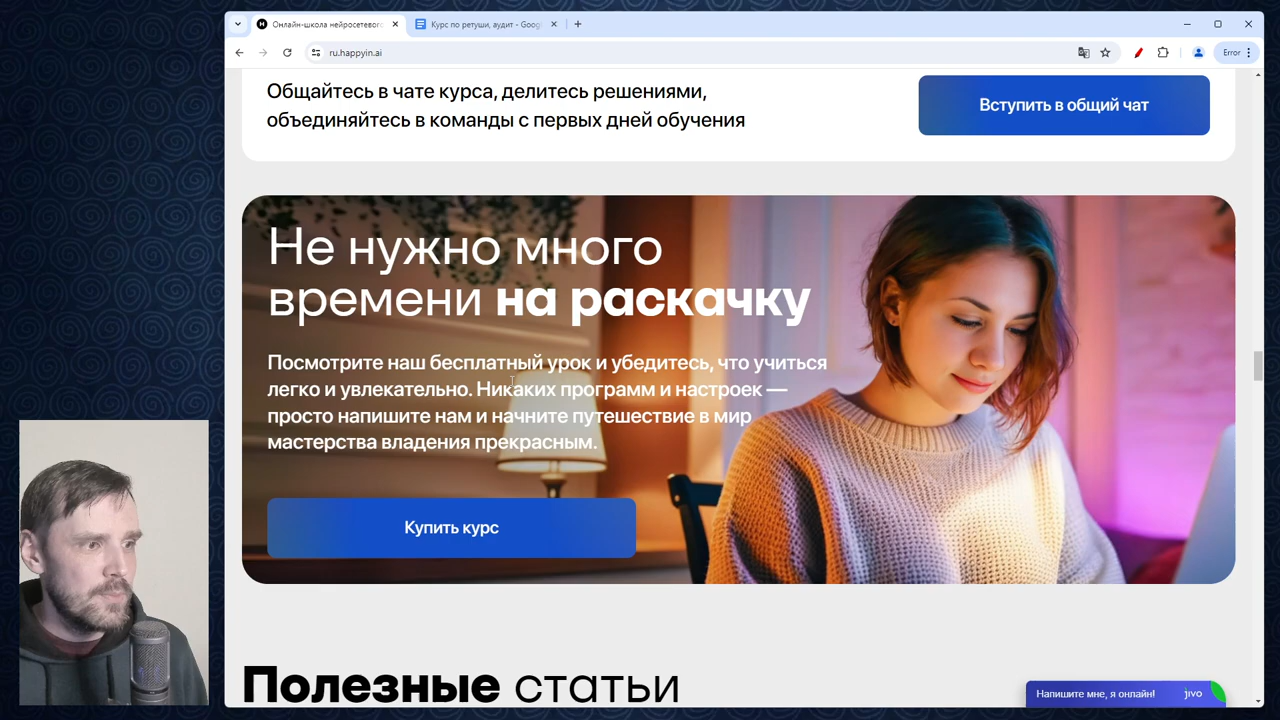 Онлайн-школа нейросетевого
Курс по ретуши, аудит - Goog
ru.happyin.ai
Error
Общайтесь в чате курса, делитесь решениями,
объединяйтесь в команды с первых дней обучения
Вступить в общий чат
Не нужно много
времени на раскачку
Посмотрите наш бесплатный урок и убедитесь, что учиться
легко и увлекательно. Никаких программ и настроек —
просто напишите нам и начните путешествие в мир
мастерства владения прекрасным.
Купить курс
Полезные статьи
Напишите мне, я онлайн!
jivo